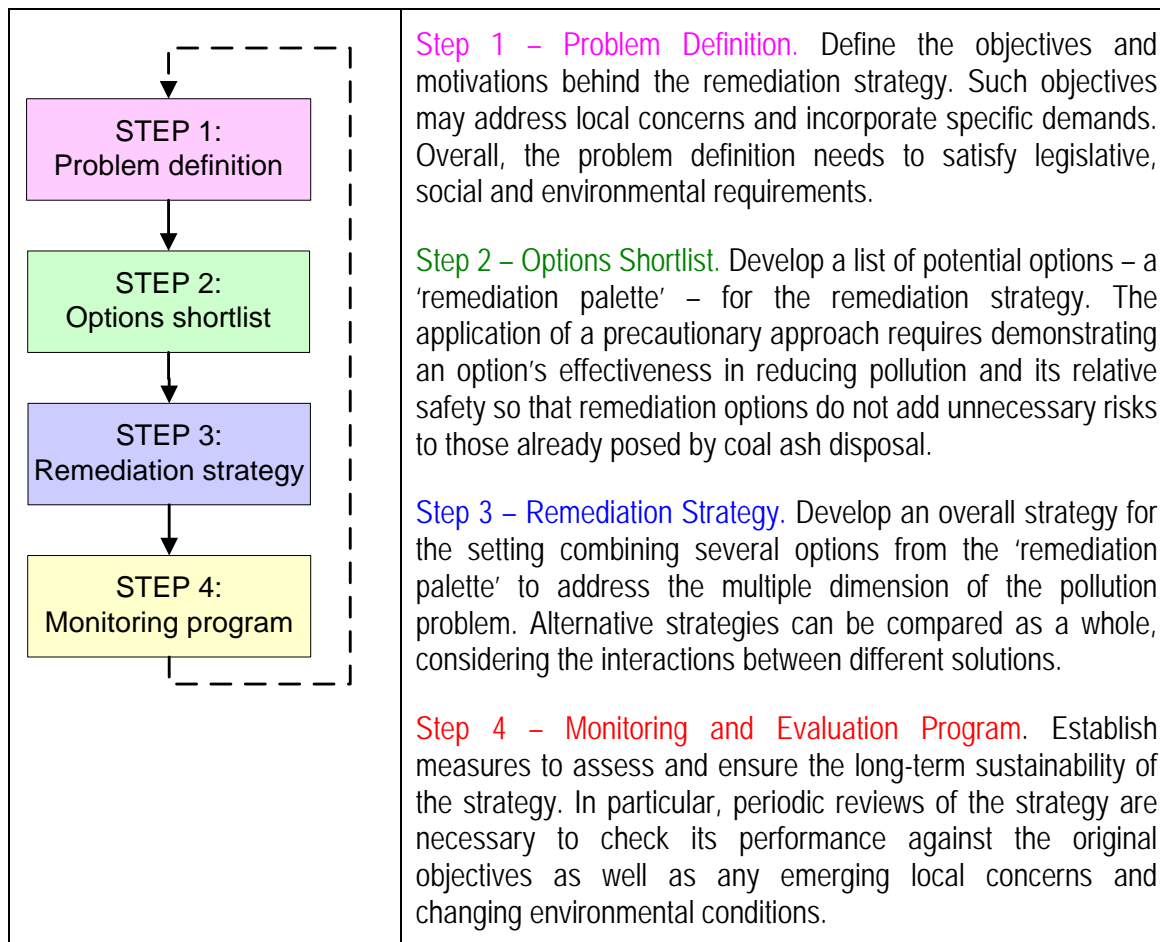 STEP 1:
Problem definition
STEP 2:
Options shortlist
STEP 3:
Remediation strategy
STEP 4:
Monitoring program
Step 1 – Problem Definition. Define the objectives and
motivations behind the remediation strategy. Such objectives
may address local concerns and incorporate specific demands.
Overall, the problem definition needs to satisfy legislative,
social and environmental requirements.
Step 2 – Options Shortlist. Develop a list of potential options – a
‘remediation palette’ – for the remediation strategy. The
application of a precautionary approach requires demonstrating
an option’s effectiveness in reducing pollution and its relative
safety so that remediation options do not add unnecessary risks
to those already posed by coal ash disposal.
Step 3 – Remediation Strategy. Develop an overall strategy for
the setting combining several options from the ‘remediation
palette’ to address the multiple dimension of the pollution
problem. Alternative strategies can be compared as a whole,
considering the interactions between different solutions.
Step 4 – Monitoring and Evaluation Program. Establish
measures to assess and ensure the long-term sustainability of
the strategy. In particular, periodic reviews of the strategy are
necessary to check its performance against the original
objectives as well as any emerging local concerns and
changing environmental conditions.